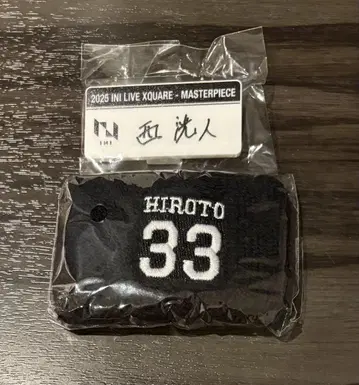 2025 INI LIVE XQUARE - MASTERPIECE
INI
西 洸人
HIROTO
33